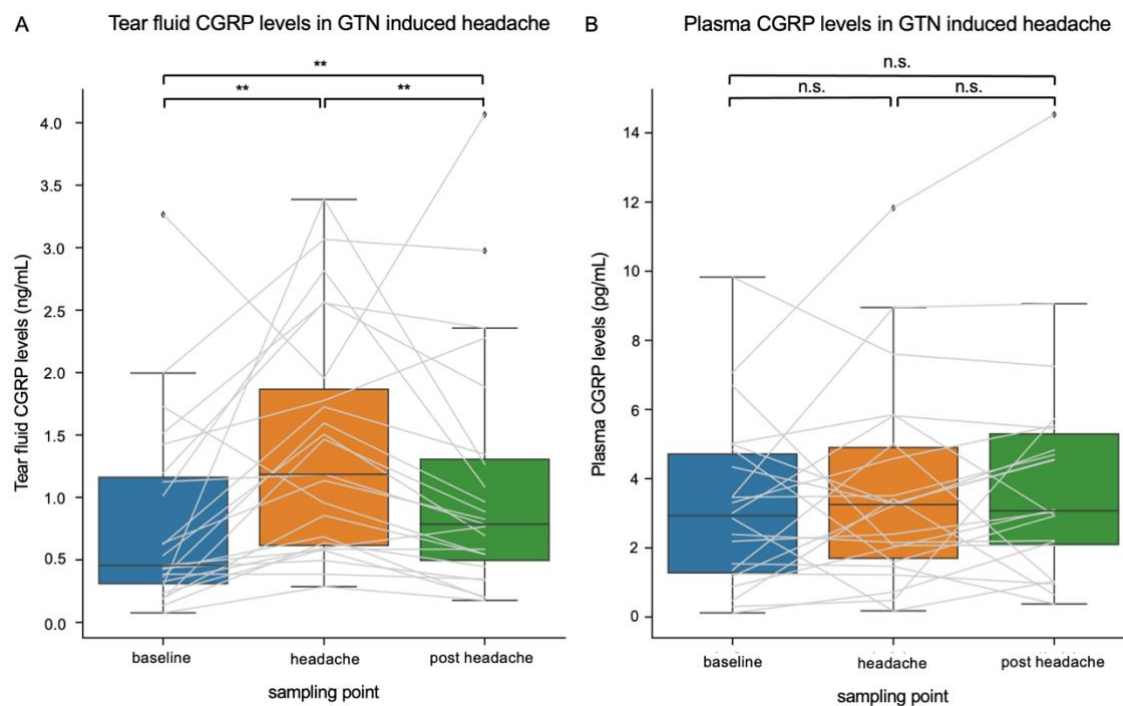 A Tear fluid CGRP levels in GTN induced headache
**
** **
4.0
3.5
3.0
2.5
2.0
1.5
1.0
0.5
0.0
Tear fluid CGRP levels (ng/mL)
baseline headache post headache
sampling point
B Plasma CGRP levels in GTN induced headache
n.s.
n.s. n.s.
14
12
10
8
6
4
2
0
Plasma CGRP levels (pg/mL)
baseline headache post headache
sampling point